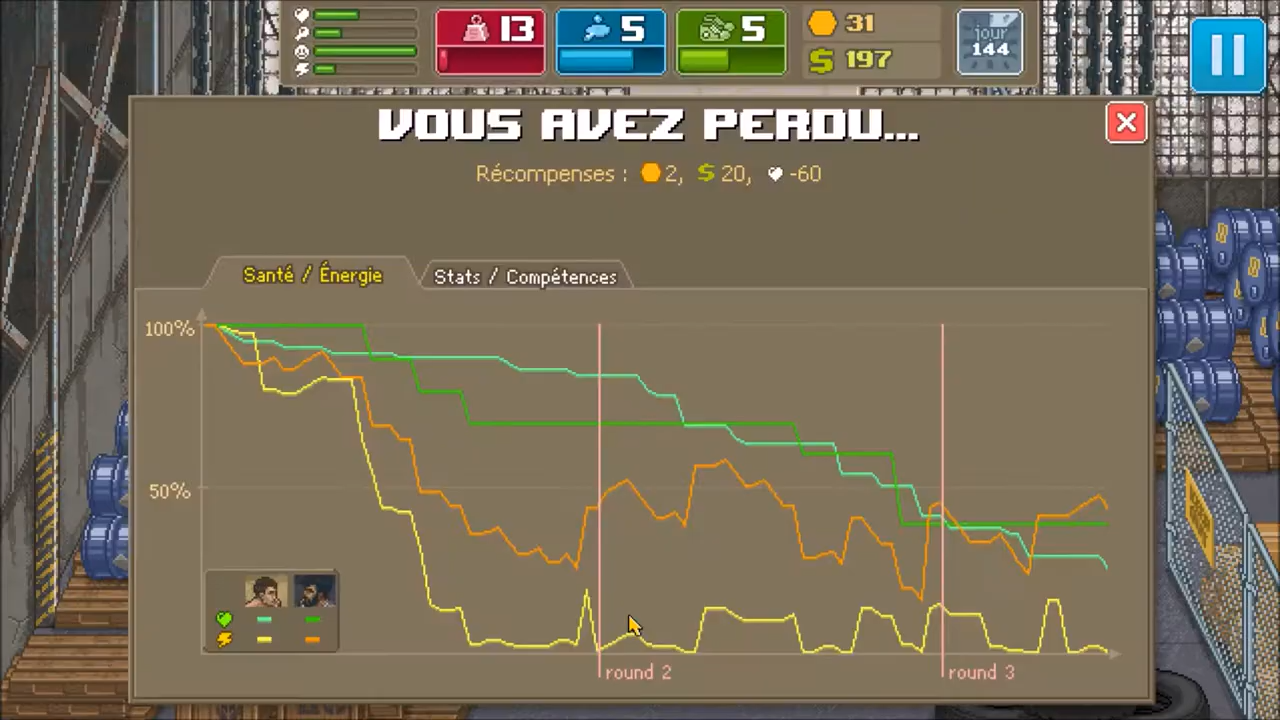 13
5
5
31
197
jour
144
VOUS AVEZ PERDU...
Récompenses : 2, $ 20, -60
Santé / Énergie
Stats / Compétences
100%
50%
round 2
round 3